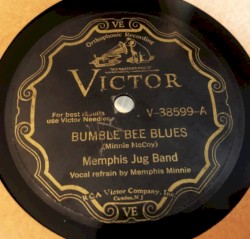 VE
Orthophonic Recording
VICTOR
For best results
use Victor Needles
V-38599-A
BUMBLE BEE BLUES
(Minnie McCoy)
Memphis Jug Band
Vocal refrain by Memphis Minnie
RCA Victor Company, Inc.
Camden, N.J.
VE